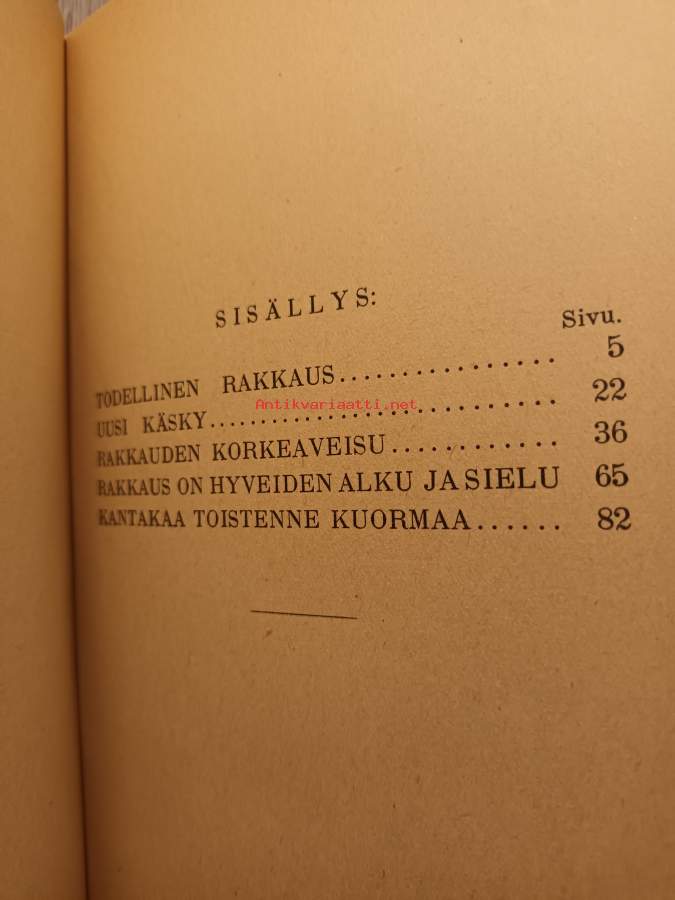 SISÄLLYS:
Sivu.
TODELLINEN RAKKAUS................ 5
UUSI KÄSKY............................ 22
Antikvariaatti.net
RAKKAUDEN KORKEAVEISU............ 36
RAKKAUS ON HYVEIDEN ALKU JA SIELU 65
KANTAKAA TOISTENNE KUORMAA...... 82